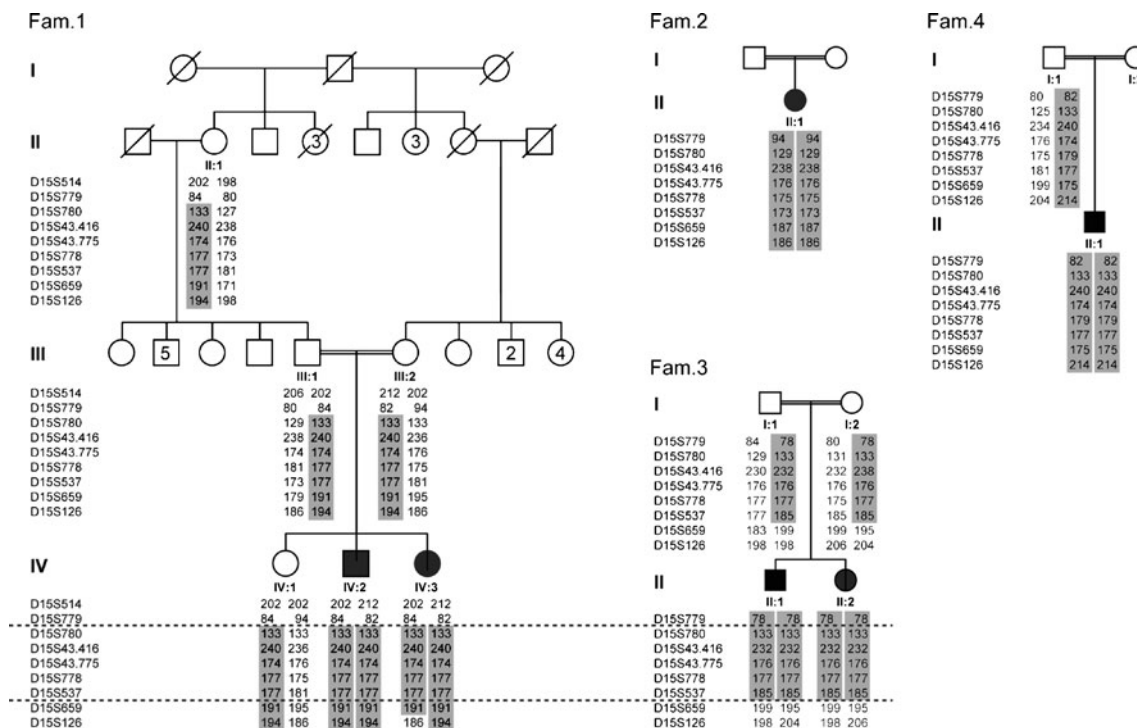 Fam.1
I
II
3
3
II:1
D15S514 202 198
D15S779 84 80
D15S780 133 127
D15S43.416 240 238
D15S43.775 174 176
D15S778 177 173
D15S537 177 181
D15S659 191 171
D15S126 194 198
III
5
2
4
III:1 III:2
D15S514 206 202 212 202
D15S779 80 84 82 94
D15S780 129 133 133 133
D15S43.416 238 240 240 236
D15S43.775 174 174 174 176
D15S778 181 177 177 175
D15S537 173 177 177 181
D15S659 179 191 191 195
D15S126 186 194 194 186
IV
IV:1 IV:2 IV:3
D15S514 202 202 202 212 202 212
D15S779 84 94 84 82 84 82
D15S780 133 133 133 133 133 133
D15S43.416 240 236 240 240 240 240
D15S43.775 174 176 174 174 174 174
D15S778 177 175 177 177 177 177
D15S537 177 181 177 177 177 177
D15S659 191 195 191 191 191 191
D15S126 194 186 194 194 186 194
Fam.2
I
II
II:1
D15S779 94 94
D15S780 129 129
D15S43.416 238 238
D15S43.775 176 176
D15S778 175 175
D15S537 173 173
D15S659 187 187
D15S126 186 186
Fam.3
I
I:1 I:2
D15S779 84 78 80 78
D15S780 129 133 131 133
D15S43.416 230 232 232 238
D15S43.775 176 176 176 176
D15S778 177 177 175 177
D15S537 177 185 185 185
D15S659 183 199 199 195
D15S126 198 198 206 204
II
II:1 II:2
D15S779 78 78 78 78
D15S780 133 133 133 133
D15S43.416 232 232 232 232
D15S43.775 176 176 176 176
D15S778 177 177 177 177
D15S537 185 185 185 185
D15S659 199 195 199 195
D15S126 198 204 198 206
Fam.4
I
I:1
D15S779 80 82
D15S780 125 133
D15S43.416 234 240
D15S43.775 176 174
D15S778 175 179
D15S537 181 177
D15S659 199 175
D15S126 204 214
II
II:1
D15S779 82 82
D15S780 133 133
D15S43.416 240 240
D15S43.775 174 174
D15S778 179 179
D15S537 177 177
D15S659 175 175
D15S126 214 214